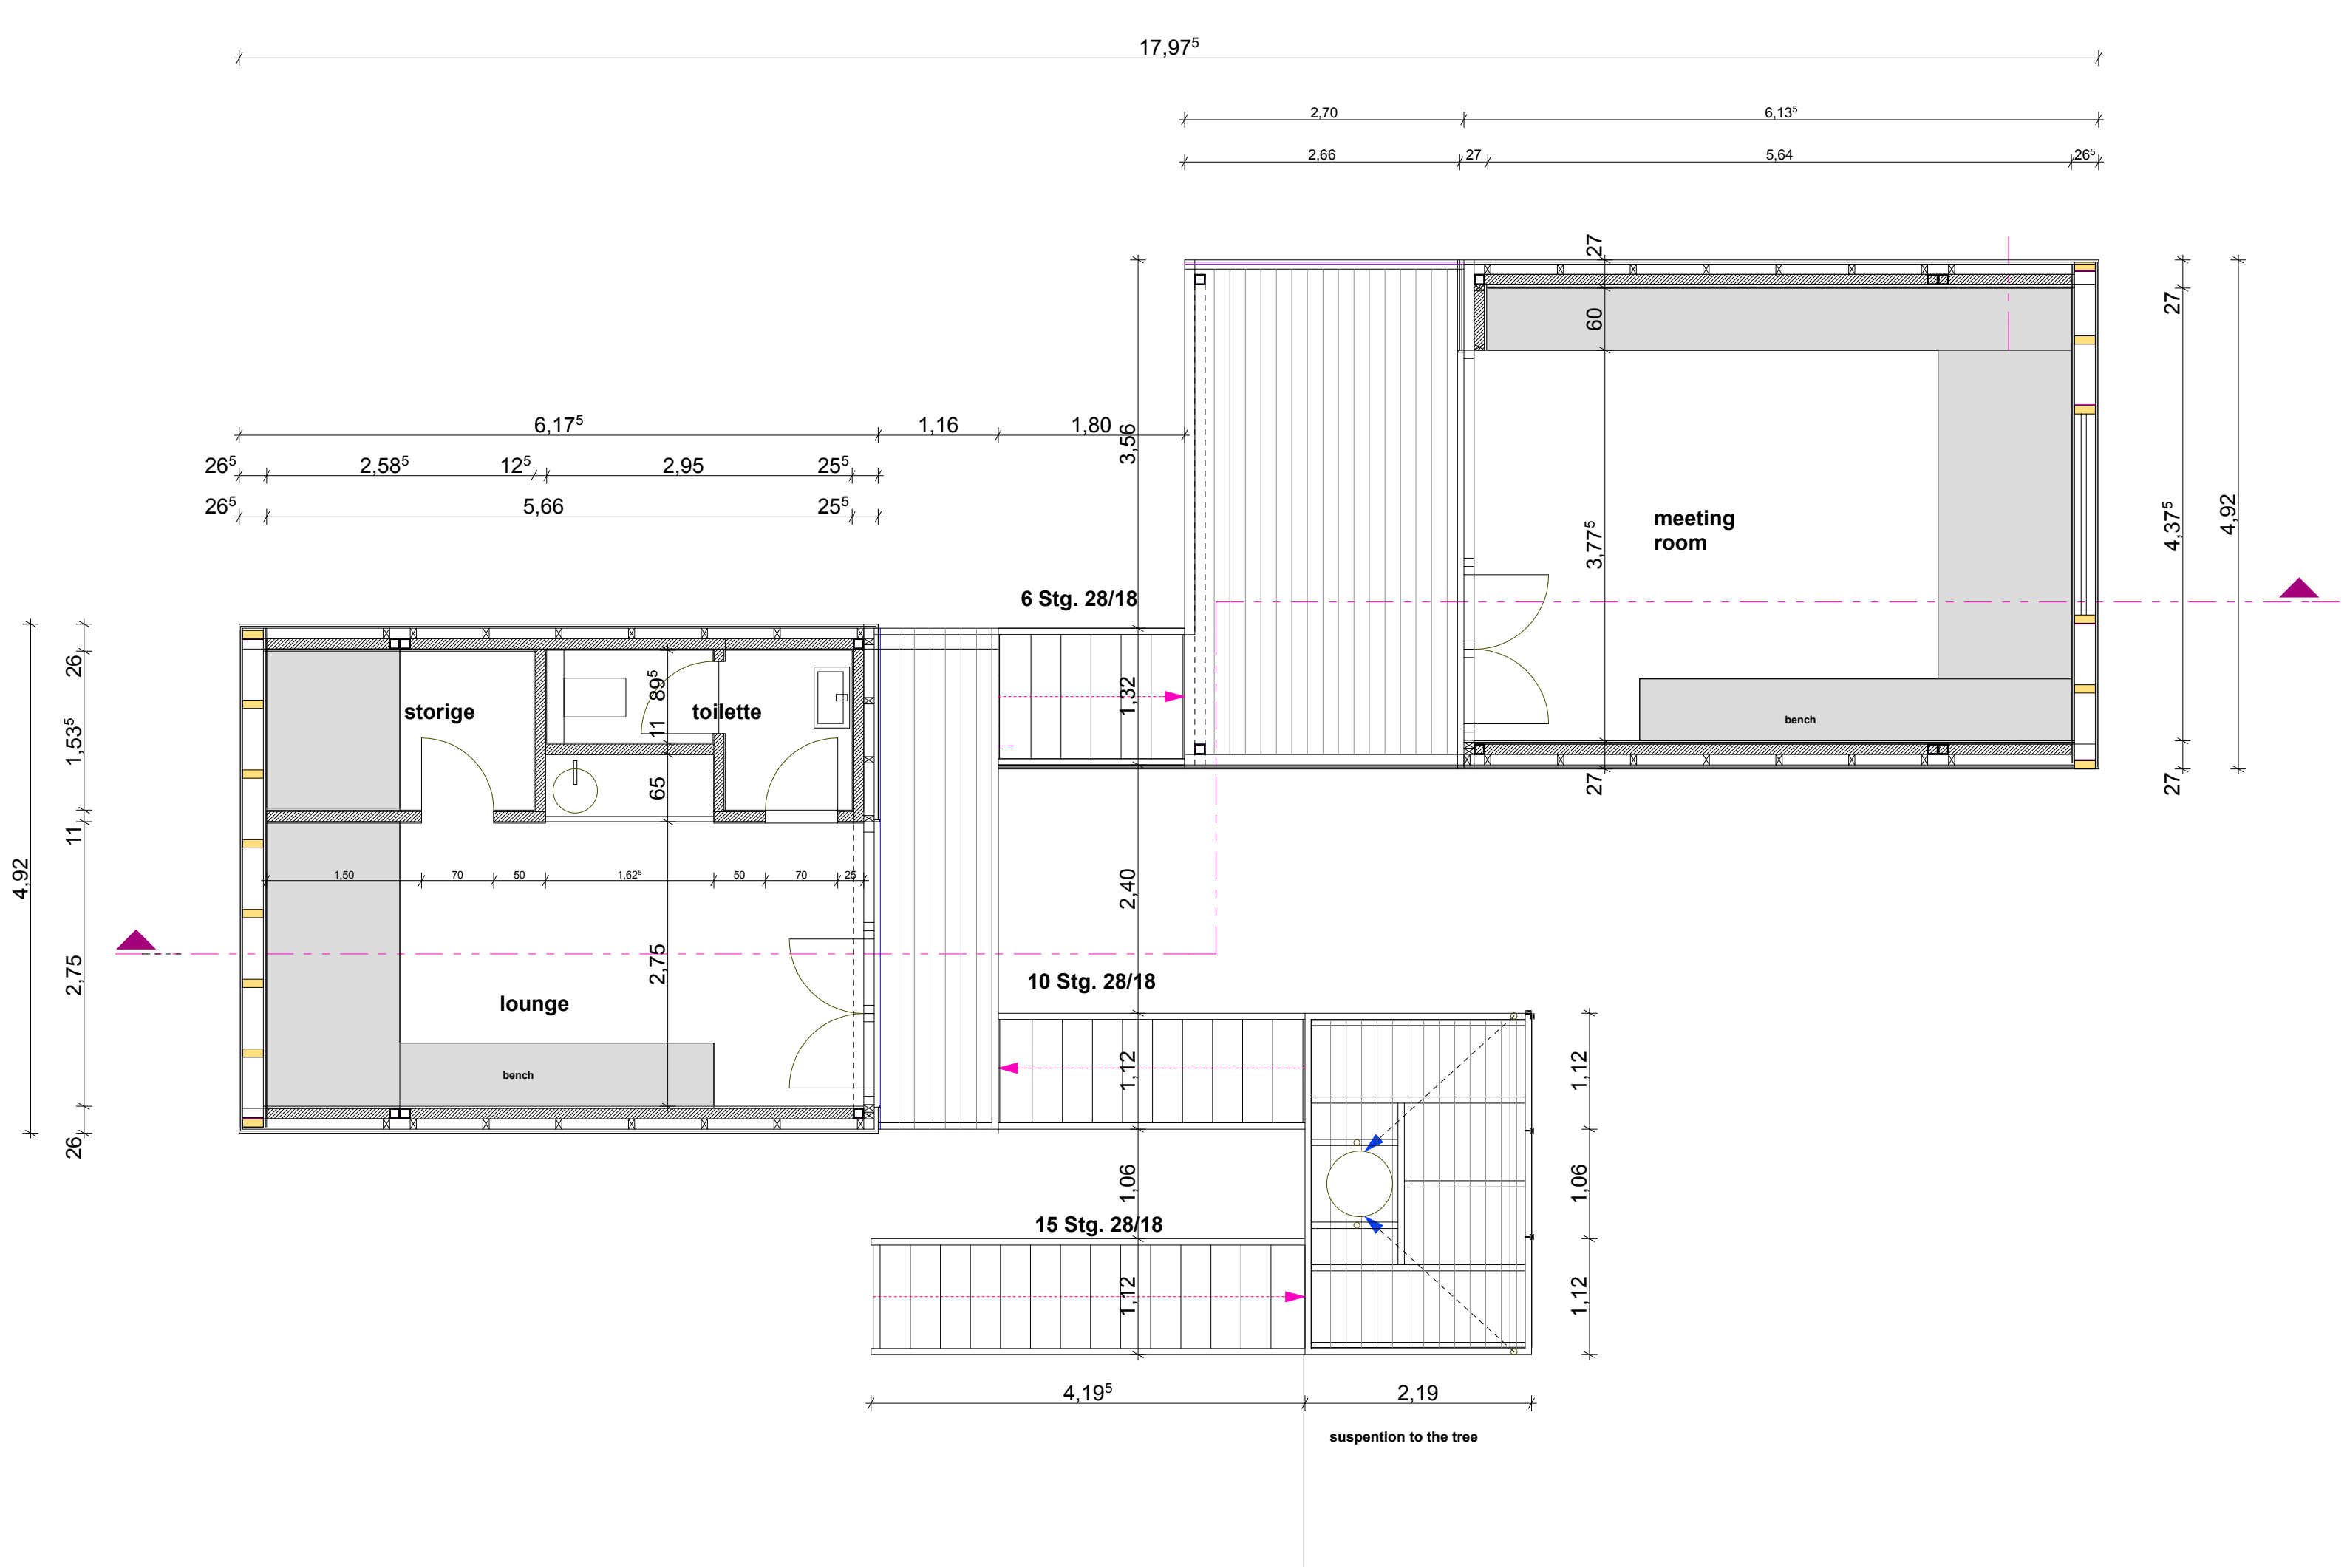 17,97⁵
2,70 6,13⁵
2,66 27 5,64 26⁵
27
60
3,56
3,77⁵
27
27
4,37⁵
27
4,92
meeting
room
bench
6,17⁵ 1,16 1,80
26⁵ 2,58⁵ 12⁵ 2,95 25⁵
26⁵ 5,66 25⁵
6 Stg. 28/18
1,32
26
1,53⁵
11
2,75
26
4,92
storige
toilette
89⁵
11
65
1,50 70 50 1,62⁵ 50 70 25
2,75
lounge
bench
2,40
10 Stg. 28/18
1,12
1,12
1,06
1,06
15 Stg. 28/18
1,12
1,12
4,19⁵ 2,19
suspention to the tree